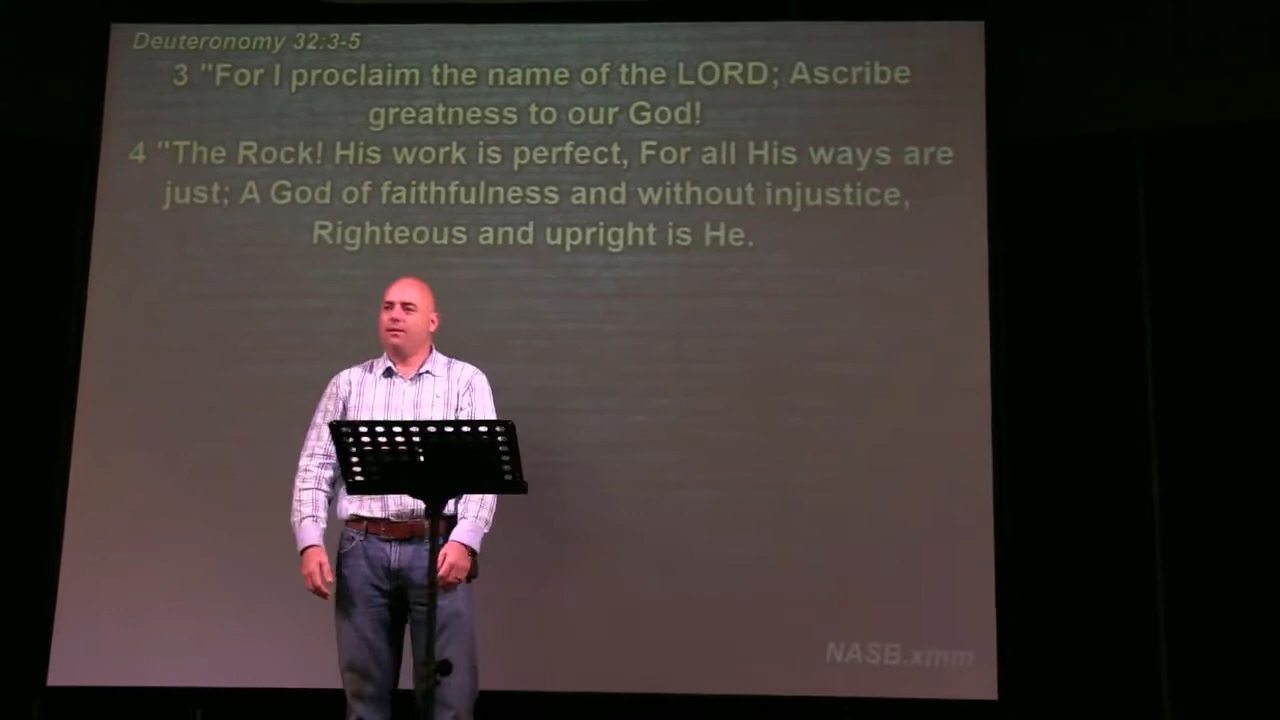 Deuteronomy 32:3-5
3 "For I proclaim the name of the LORD; Ascribe
greatness to our God!
4 "The Rock! His work is perfect, For all His ways are
just; A God of faithfulness and without injustice,
Righteous and upright is He.
NASB.xmm